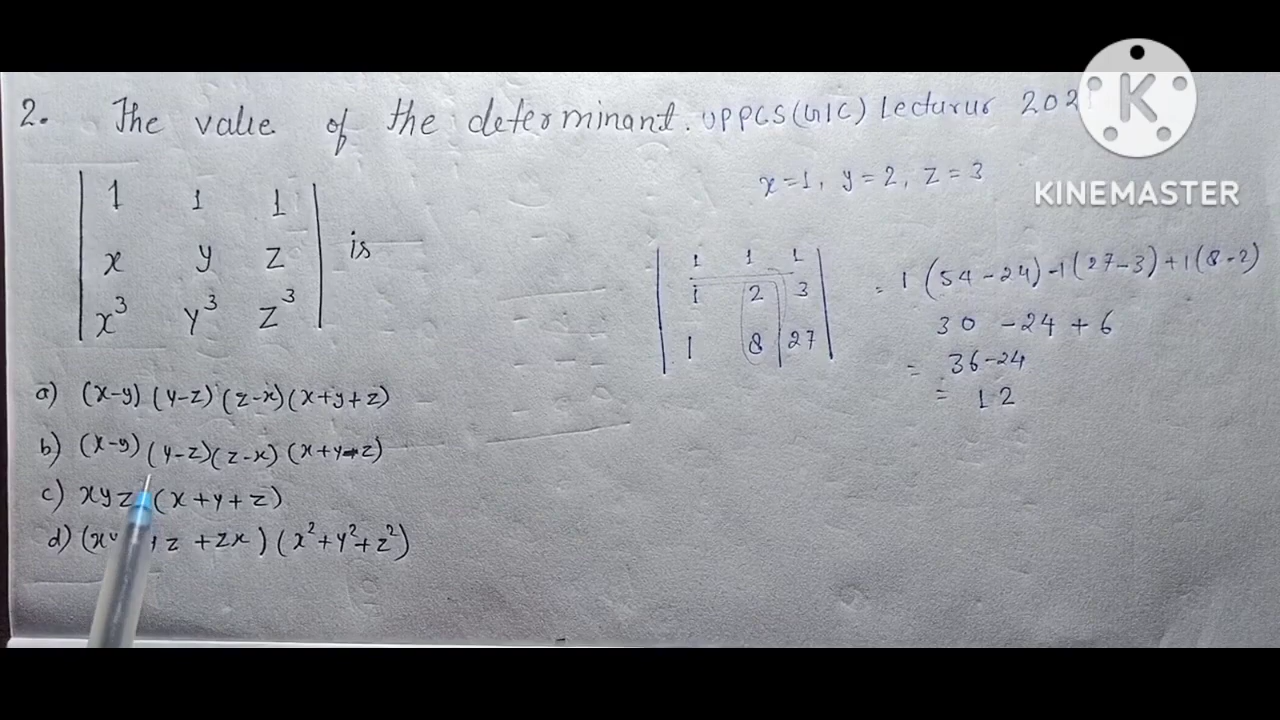 2. The value of the determinant. UPPCS(GIC) Lecturur 202
K
KINEMASTER
x=1, y=2, z=3
1 1 1
x y z is
x³ y³ z³
1 1 1
1 2 3
1 8 27
= 1(54-24)-1(27-3)+1(8-2)
30 -24 + 6
= 36-24
= 12
a) (x-y)(y-z)(z-x)(x+y+z)
b) (x-y)(y-z)(z-x)(x+y-z)
c) xyz (x+y+z)
d) (x z + zx)(x²+y²+z²)